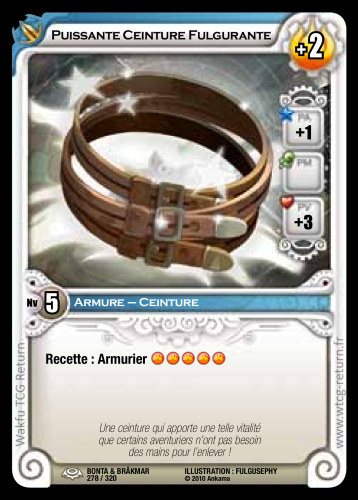 Puissante Ceinture Fulgurante
+2
PA
+1
PM
PV
+3
Nv 5 Armure – Ceinture
Recette : Armurier
Une ceinture qui apporte une telle vitalité
que certains aventuriers n'ont pas besoin
des mains pour l'enlever !
Wakfu TCG Return
www.wtcg-return.fr
BONTA & BRÂKMAR
278 / 320
ILLUSTRATION : FULGUSEPHY
© 2010 Ankama